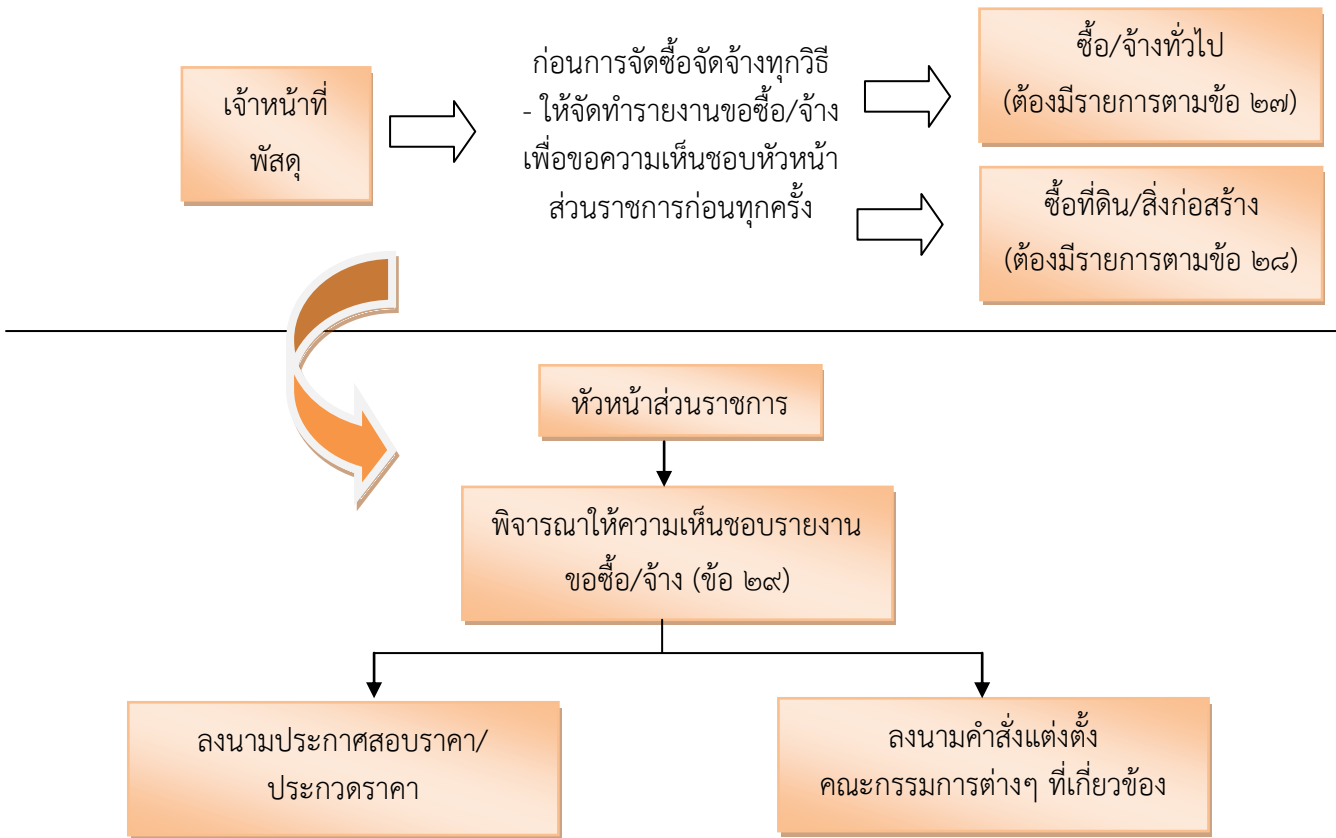 เจ้าหน้าที่
พัสดุ
ก่อนการจัดซื้อจัดจ้างทุกวิธี
- ให้จัดทำรายงานขอซื้อ/จ้าง
เพื่อขอความเห็นชอบหัวหน้า
ส่วนราชการก่อนทุกครั้ง
ซื้อ/จ้างทั่วไป
(ต้องมีรายการตามข้อ ๒๗)
ซื้อที่ดิน/สิ่งก่อสร้าง
(ต้องมีรายการตามข้อ ๒๘)
หัวหน้าส่วนราชการ
พิจารณาให้ความเห็นชอบรายงาน
ขอซื้อ/จ้าง (ข้อ ๒๙)
ลงนามประกาศสอบราคา/
ประกวดราคา
ลงนามคำสั่งแต่งตั้ง
คณะกรรมการต่างๆ ที่เกี่ยวข้อง